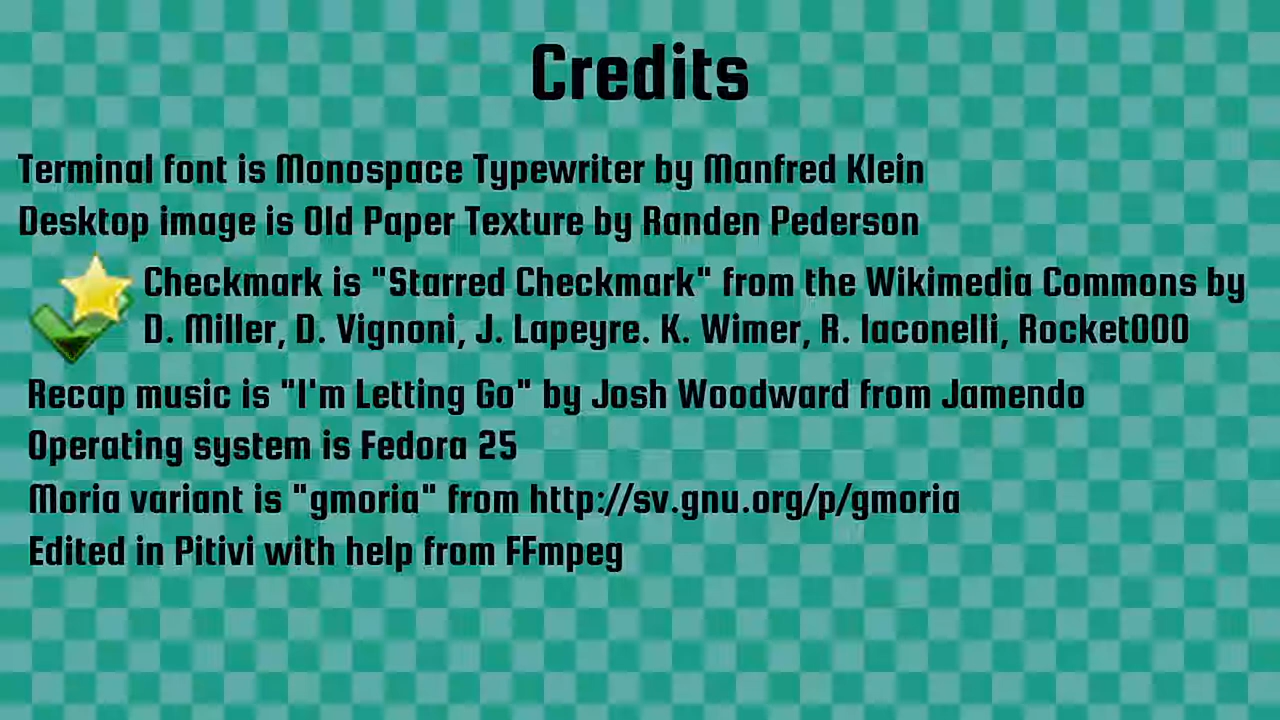 Credits
Terminal font is Monospace Typewriter by Manfred Klein
Desktop image is Old Paper Texture by Randen Pederson
Checkmark is "Starred Checkmark" from the Wikimedia Commons by
D. Miller, D. Vignoni, J. Lapeyre. K. Wimer, R. Iaconelli, Rocket000
Recap music is "I'm Letting Go" by Josh Woodward from Jamendo
Operating system is Fedora 25
Moria variant is "gmoria" from http://sv.gnu.org/p/gmoria
Edited in Pitivi with help from FFmpeg